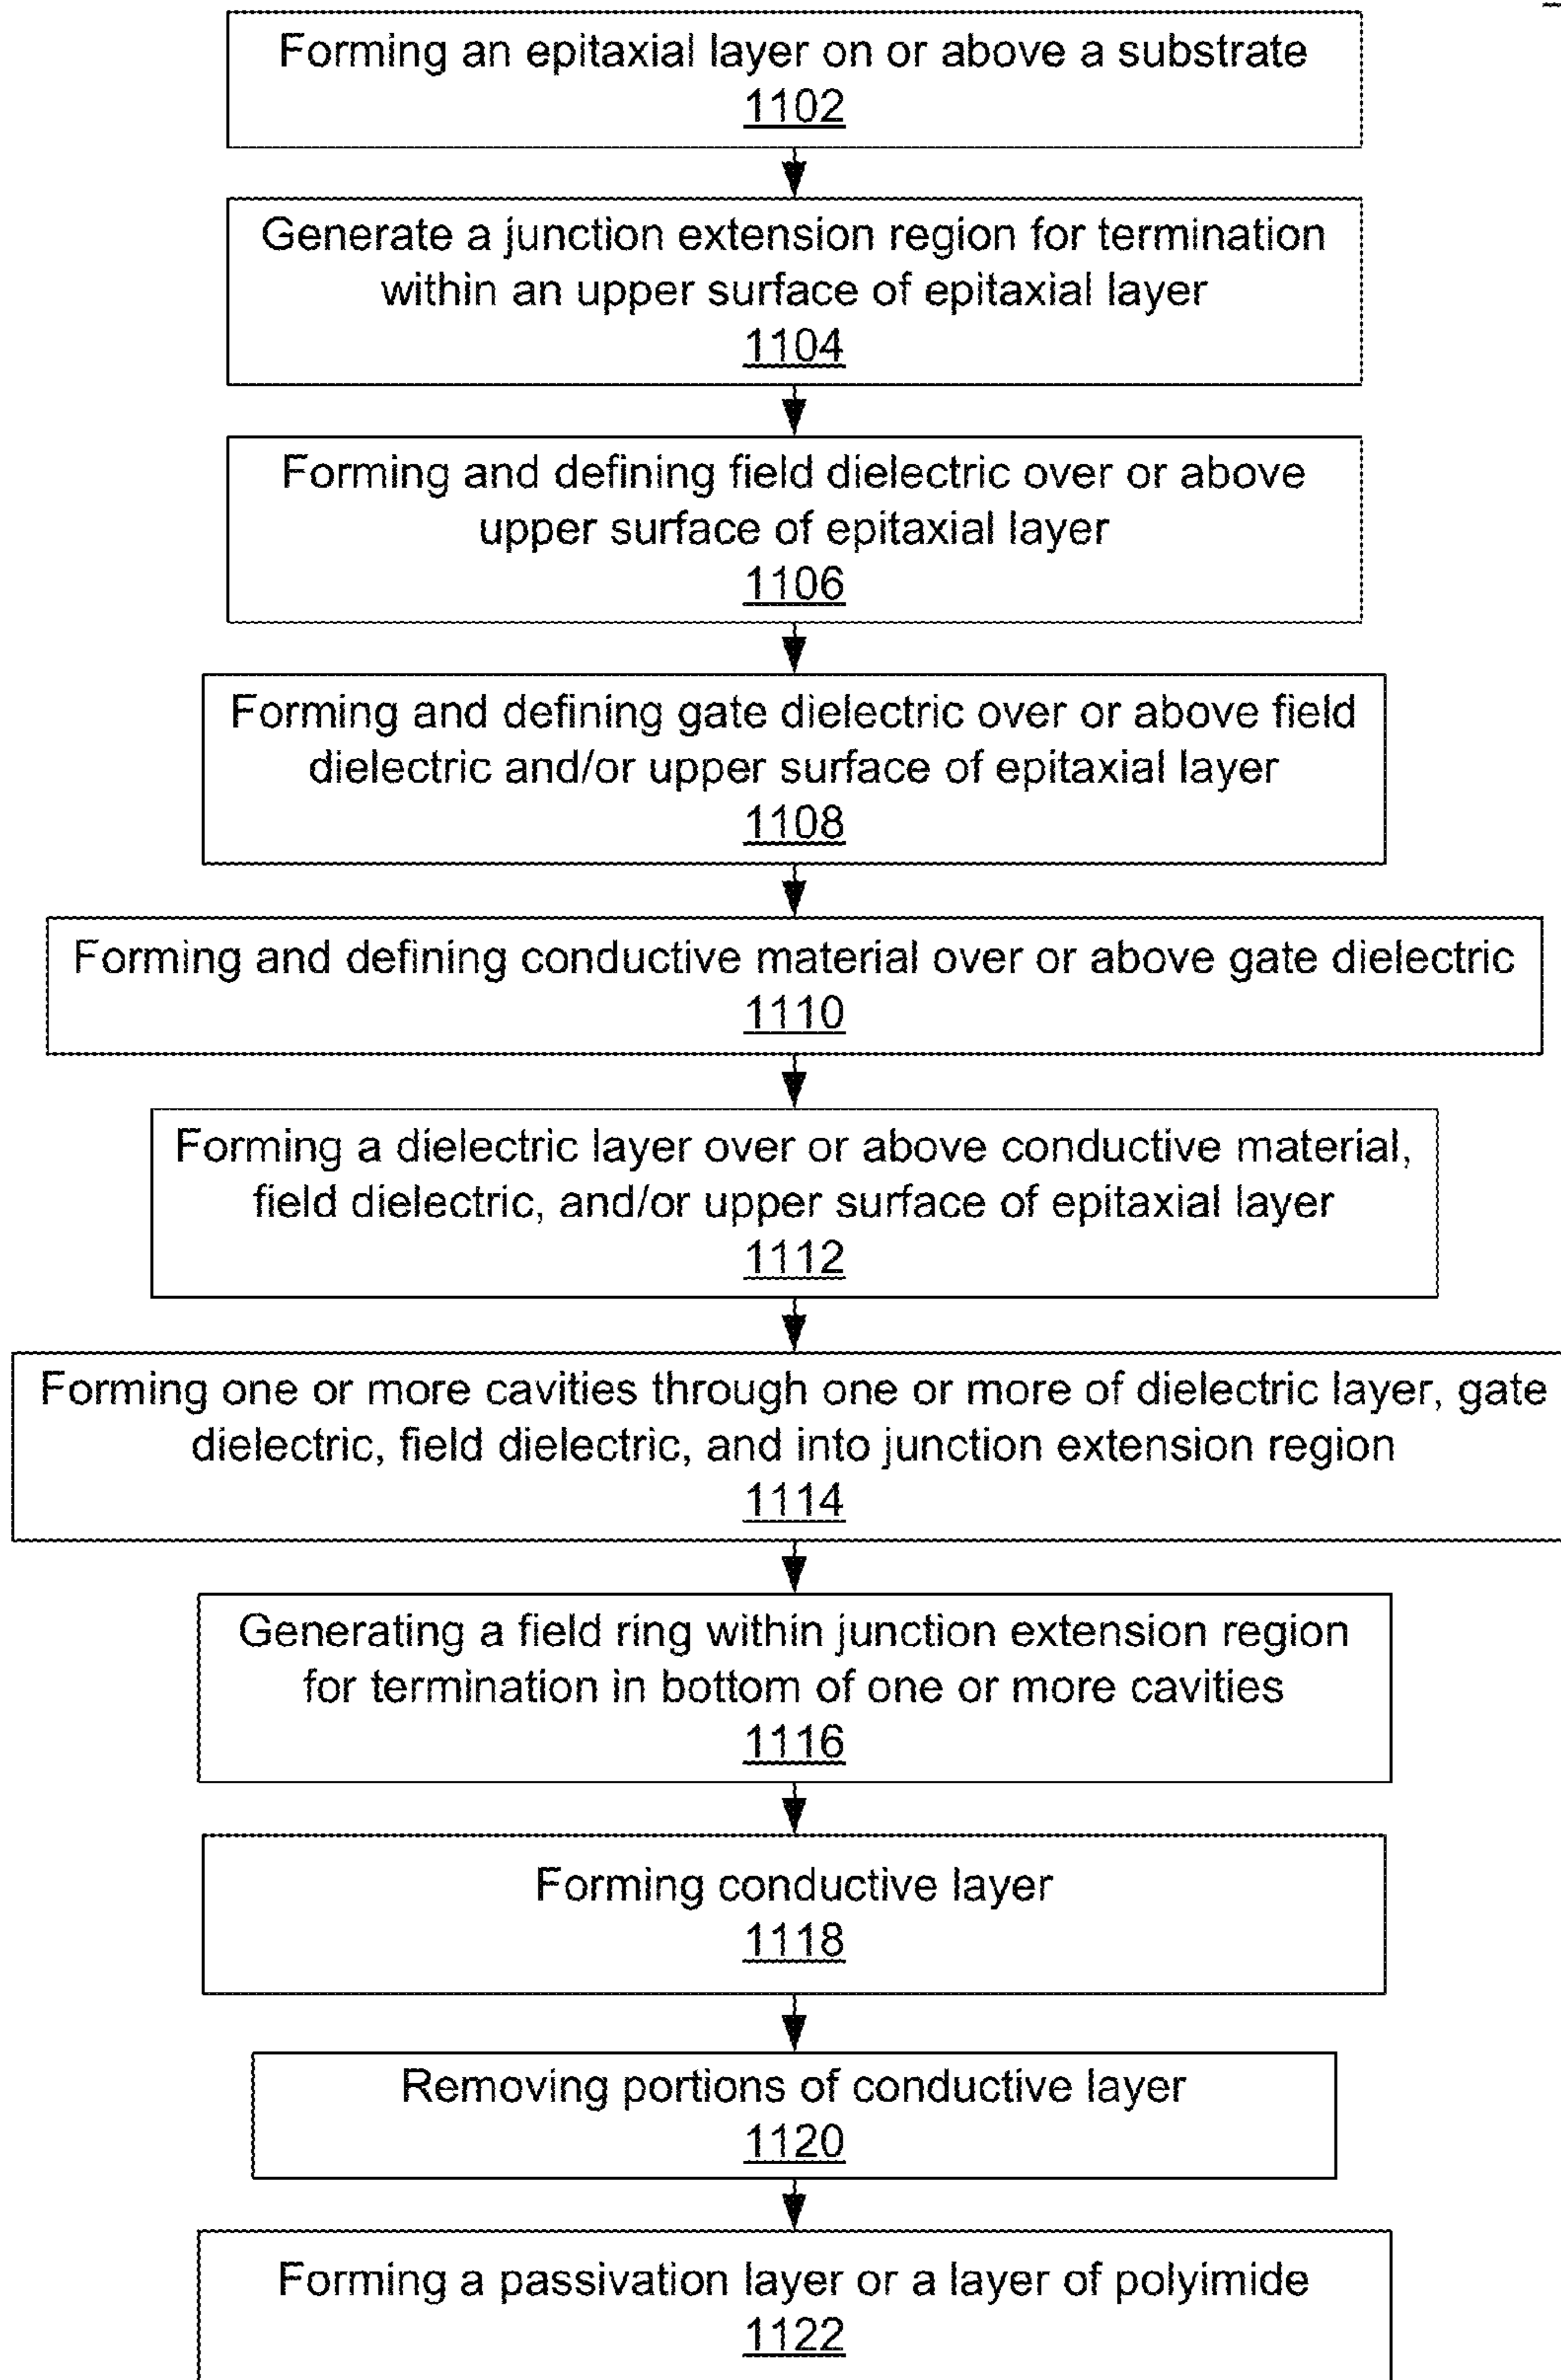 Forming an epitaxial layer on or above a substrate
1102
Generate a junction extension region for termination
within an upper surface of epitaxial layer
1104
Forming and defining field dielectric over or above
upper surface of epitaxial layer
1106
Forming and defining gate dielectric over or above field
dielectric and/or upper surface of epitaxial layer
1108
Forming and defining conductive material over or above gate dielectric
1110
Forming a dielectric layer over or above conductive material,
field dielectric, and/or upper surface of epitaxial layer
1112
Forming one or more cavities through one or more of dielectric layer, gate
dielectric, field dielectric, and into junction extension region
1114
Generating a field ring within junction extension region
for termination in bottom of one or more cavities
1116
Forming conductive layer
1118
Removing portions of conductive layer
1120
Forming a passivation layer or a layer of polyimide
1122